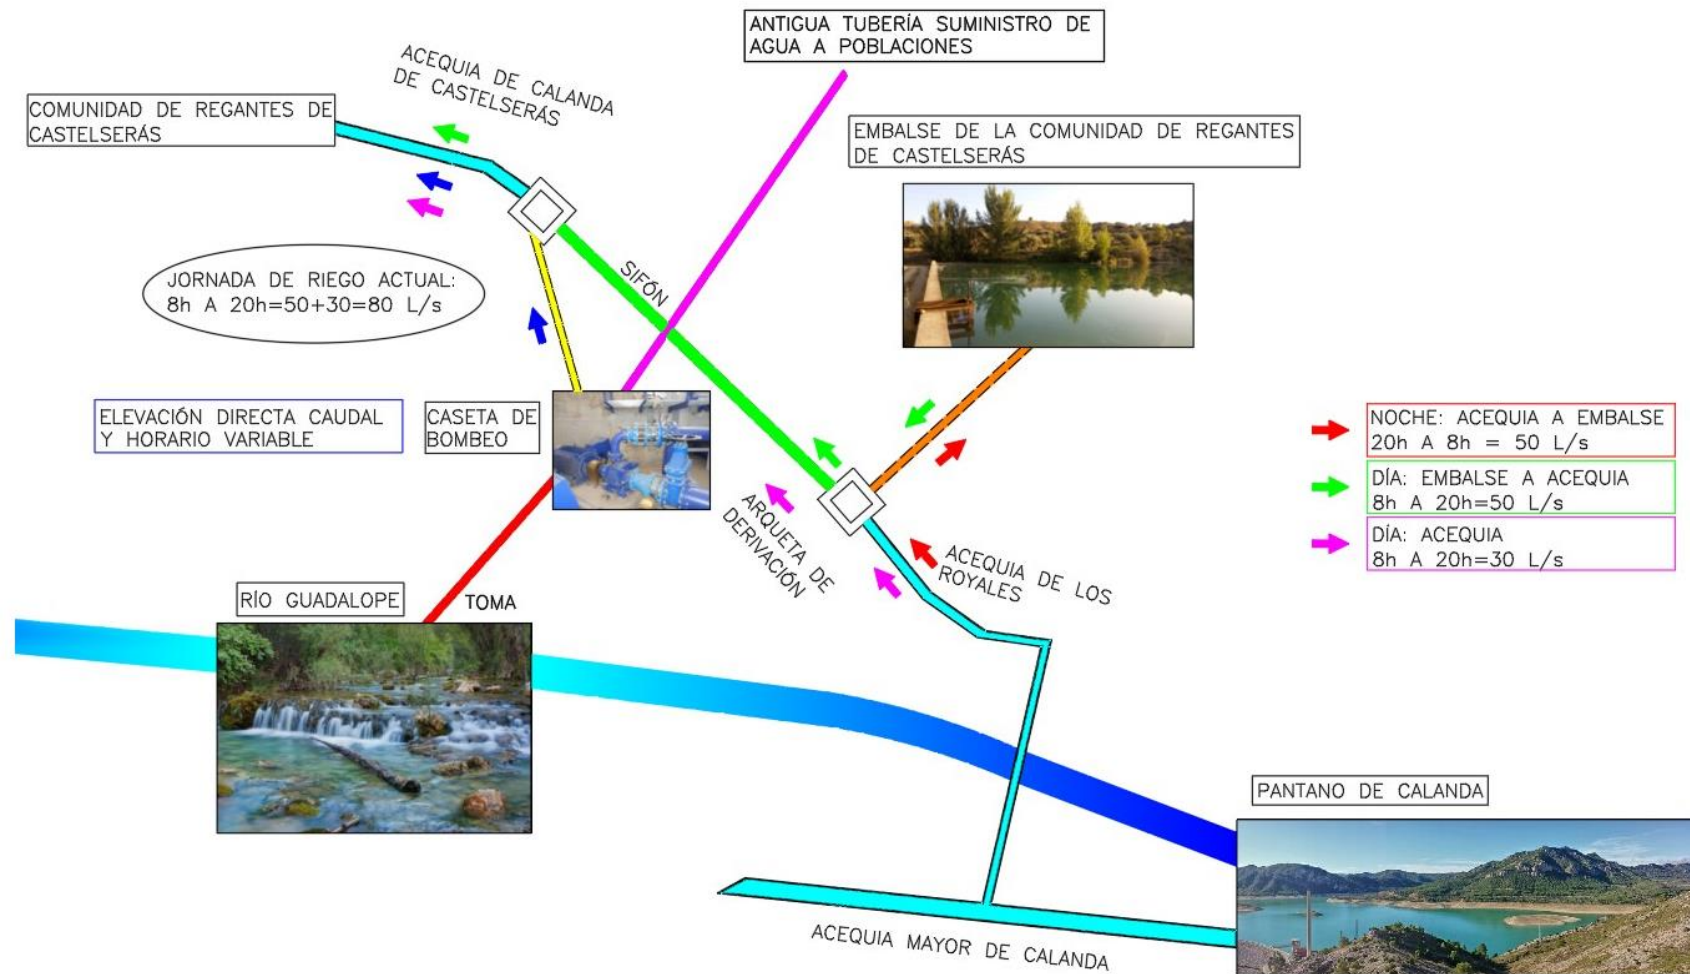 ANTIGUA TUBERÍA SUMINISTRO DE
AGUA A POBLACIONES
ACEQUIA DE CALANDA
DE CASTELSERÁS
COMUNIDAD DE REGANTES DE
CASTELSERÁS
EMBALSE DE LA COMUNIDAD DE REGANTES
DE CASTELSERÁS
SIFÓN
JORNADA DE RIEGO ACTUAL:
8h A 20h=50+30=80 L/s
ELEVACIÓN DIRECTA CAUDAL
Y HORARIO VARIABLE
CASETA DE
BOMBEO
NOCHE: ACEQUIA A EMBALSE
20h A 8h = 50 L/s
DÍA: EMBALSE A ACEQUIA
8h A 20h=50 L/s
DÍA: ACEQUIA
8h A 20h=30 L/s
ARQUETA DE
DERIVACIÓN
ACEQUIA DE LOS
ROYALES
RÍO GUADALOPE
TOMA
PANTANO DE CALANDA
ACEQUIA MAYOR DE CALANDA